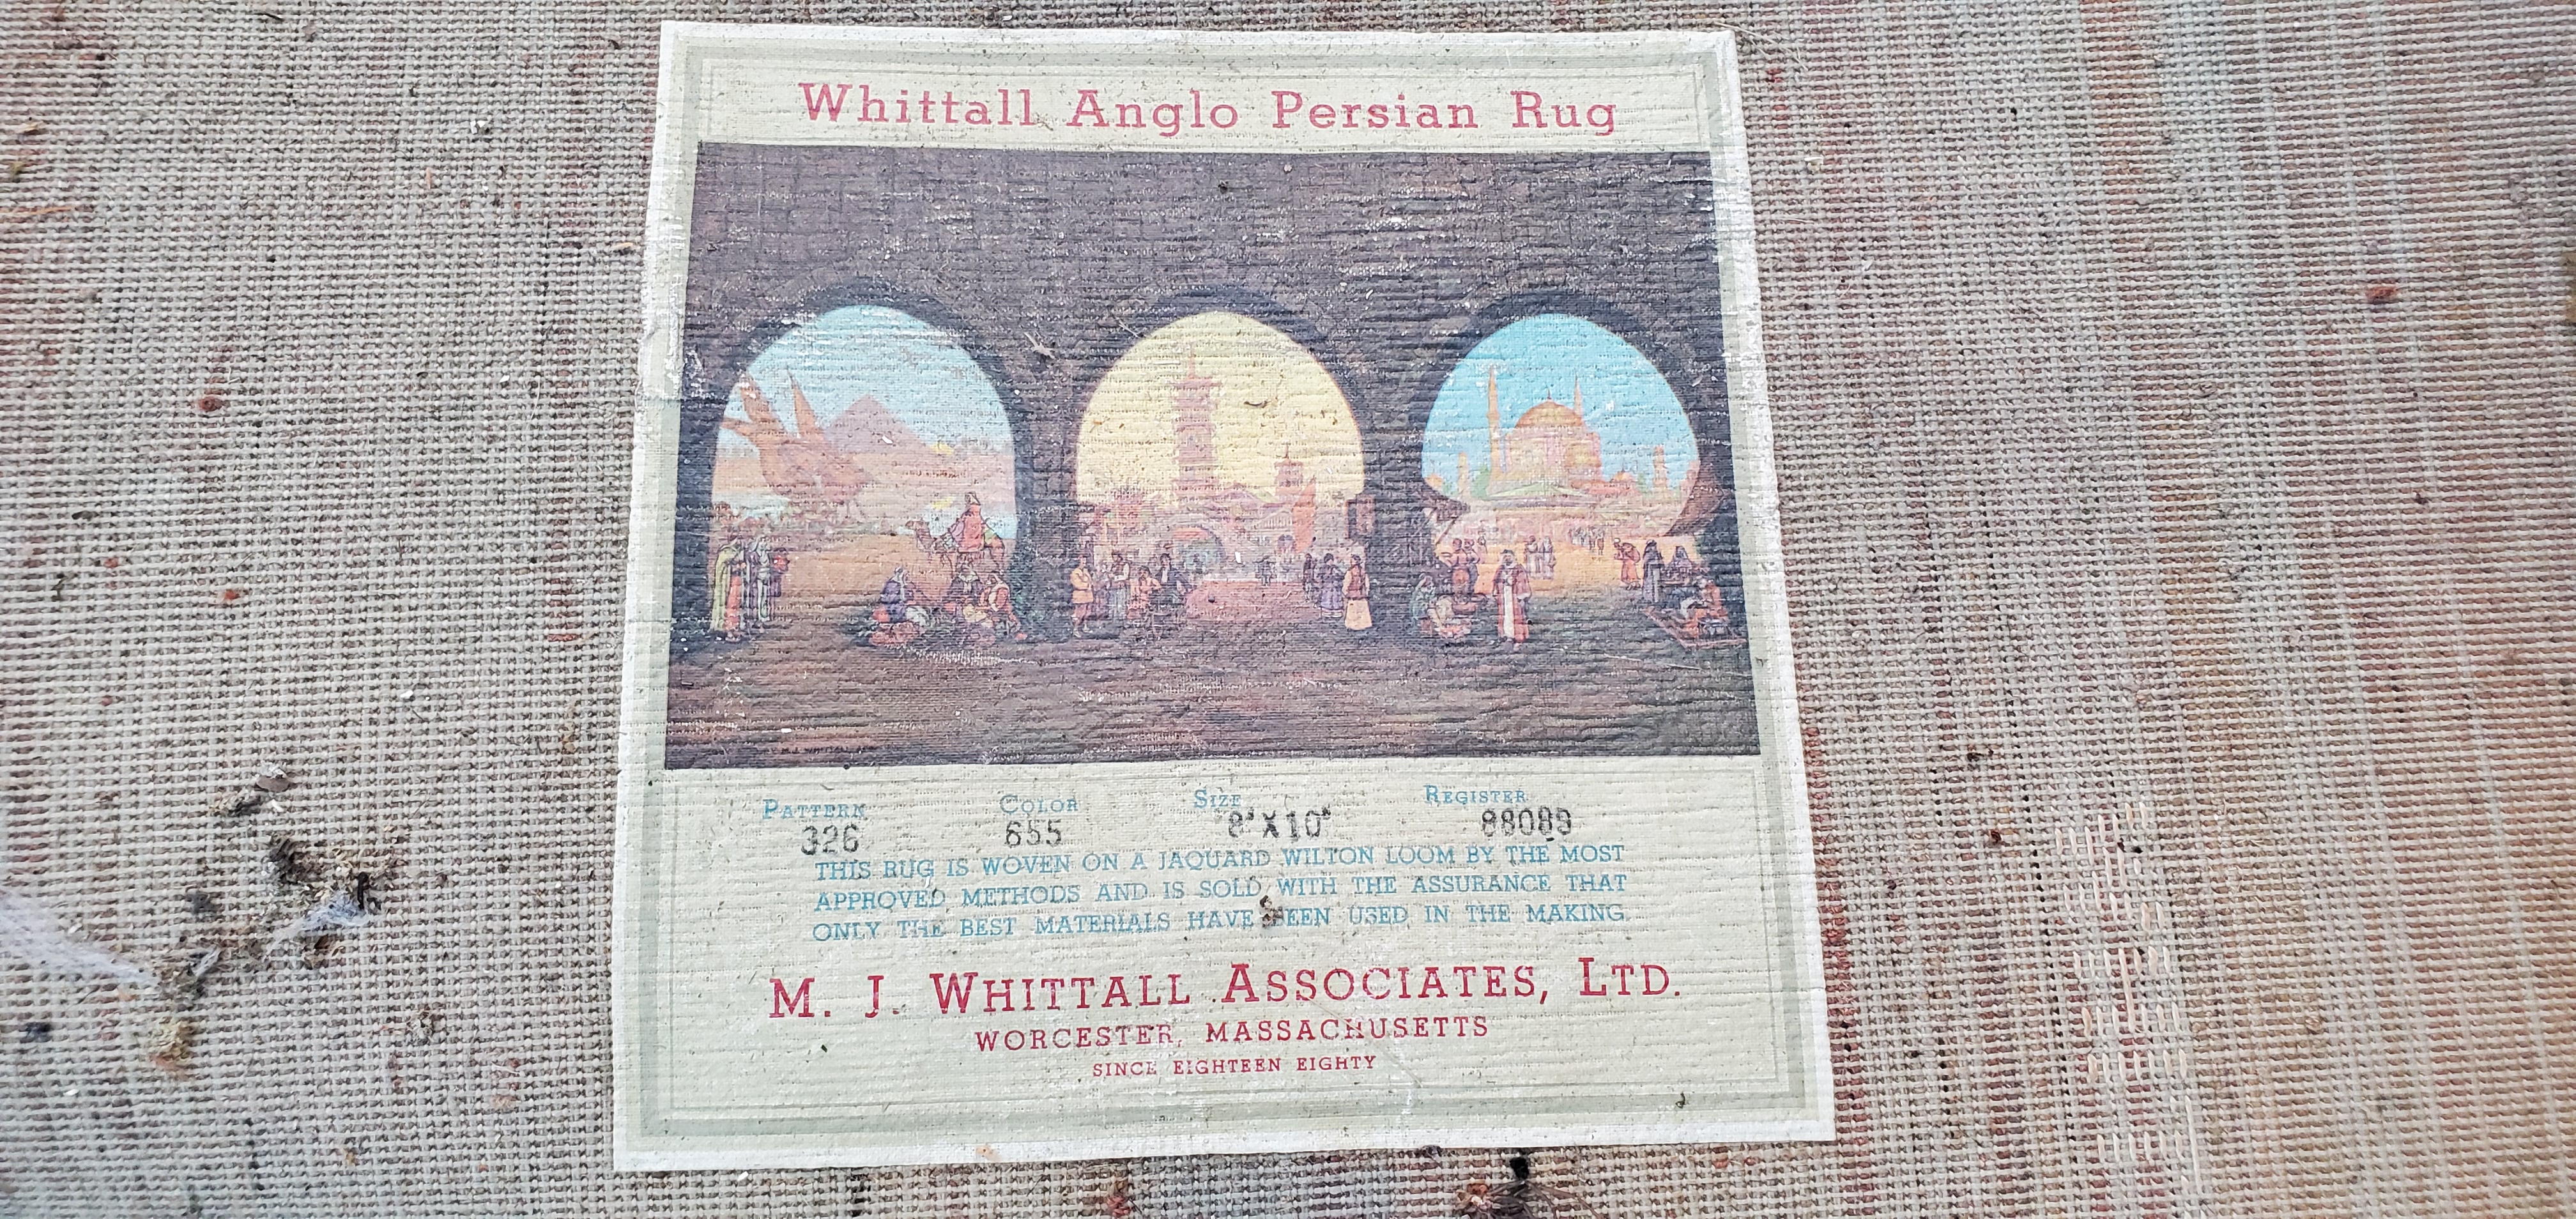 Whittall Anglo Persian Rug
PATTERN COLOR SIZE REGISTER
326 655 8'X10' 88089
THIS RUG IS WOVEN ON A JAQUARD WILTON LOOM BY THE MOST
APPROVED METHODS AND IS SOLD WITH THE ASSURANCE THAT
ONLY THE BEST MATERIALS HAVE BEEN USED IN THE MAKING.
M. J. WHITTALL ASSOCIATES, LTD.
WORCESTER, MASSACHUSETTS
SINCE EIGHTEEN EIGHTY